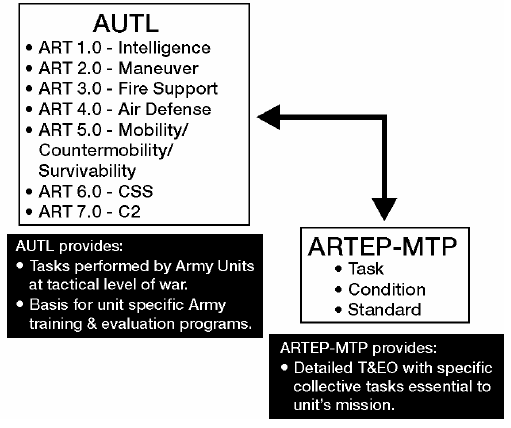 AUTL
• ART 1.0 - Intelligence
• ART 2.0 - Maneuver
• ART 3.0 - Fire Support
• ART 4.0 - Air Defense
• ART 5.0 - Mobility/
Countermobility/
Survivability
• ART 6.0 - CSS
• ART 7.0 - C2
AUTL provides:
• Tasks performed by Army Units
at tactical level of war.
• Basis for unit specific Army
training & evaluation programs.
ARTEP-MTP
• Task
• Condition
• Standard
ARTEP-MTP provides:
• Detailed T&EO with specific
collective tasks essential to
unit's mission.